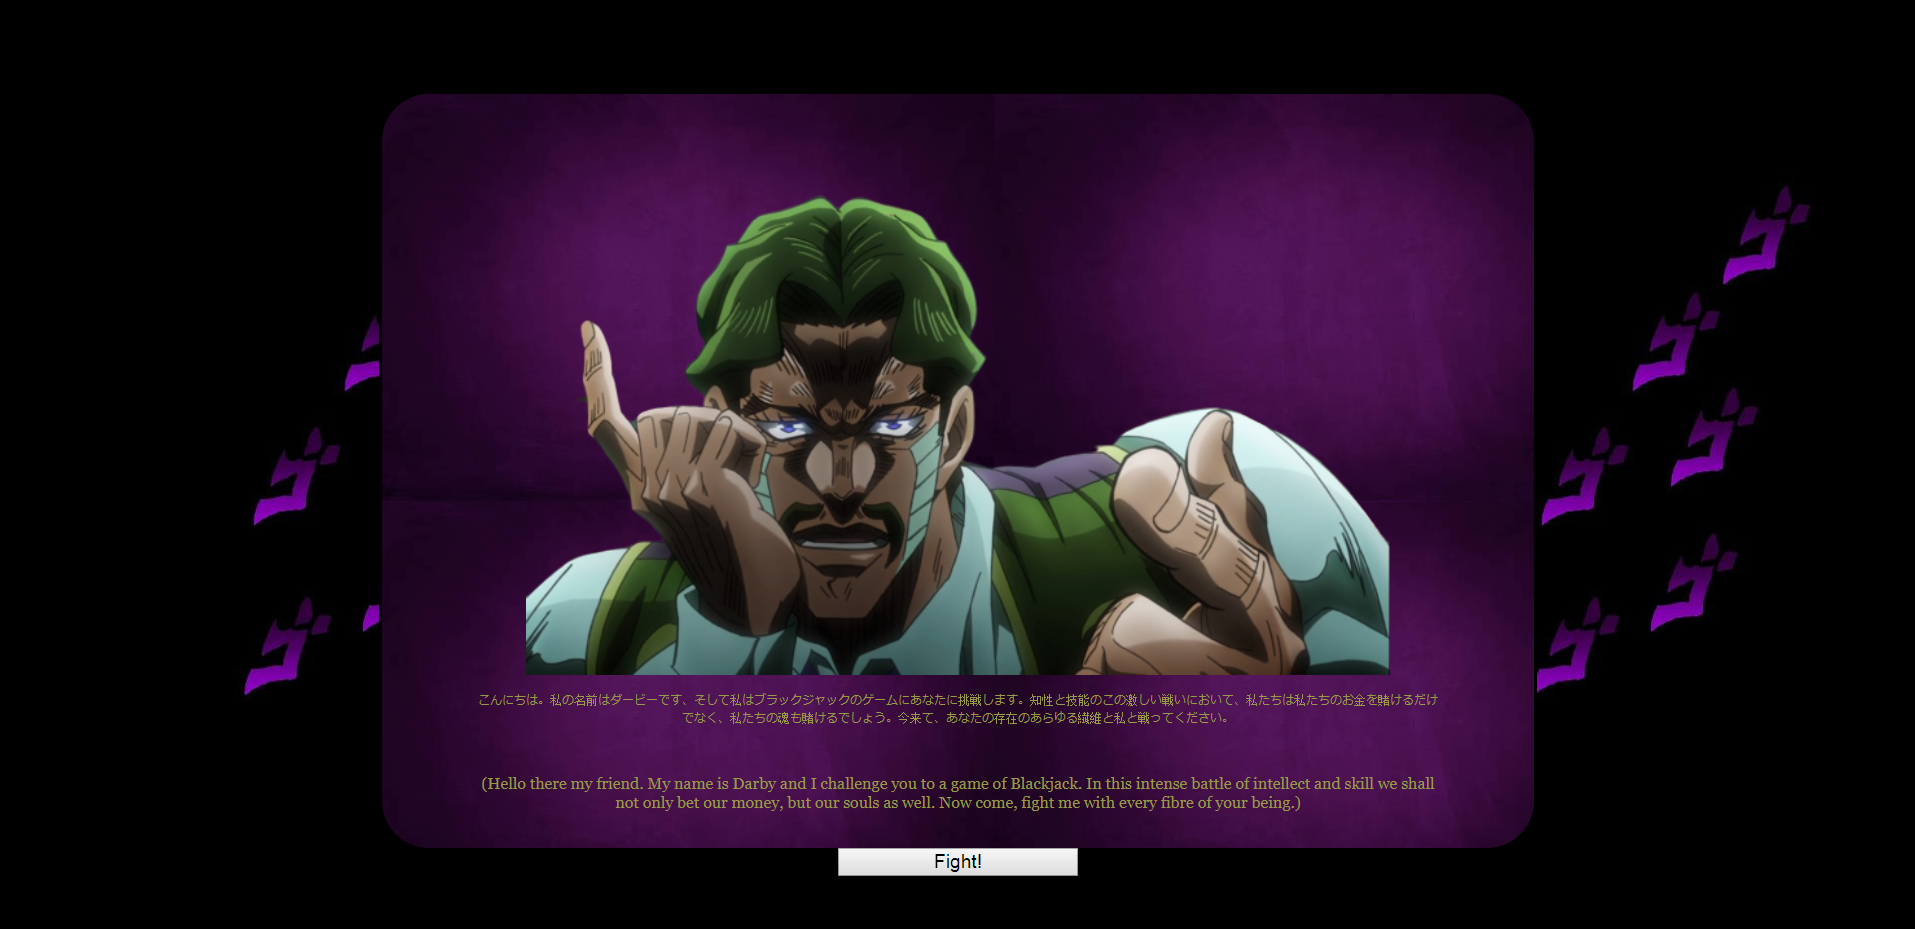 ゴ
ゴ
ゴ
ゴ
ゴ
ゴ
ゴ
ゴ
こんにちは。私の名前はダービーです、そして私はブラックジャックのゲームにあなたに挑戦します。知性と技能のこの激しい戦いにおいて、私たちは私たちのお金を賭けるだけ
でなく、私たちの魂も賭けるでしょう。今来て、あなたの存在のあらゆる繊維と私と戦ってください。
(Hello there my friend. My name is Darby and I challenge you to a game of Blackjack. In this intense battle of intellect and skill we shall
not only bet our money, but our souls as well. Now come, fight me with every fibre of your being.)
Fight!